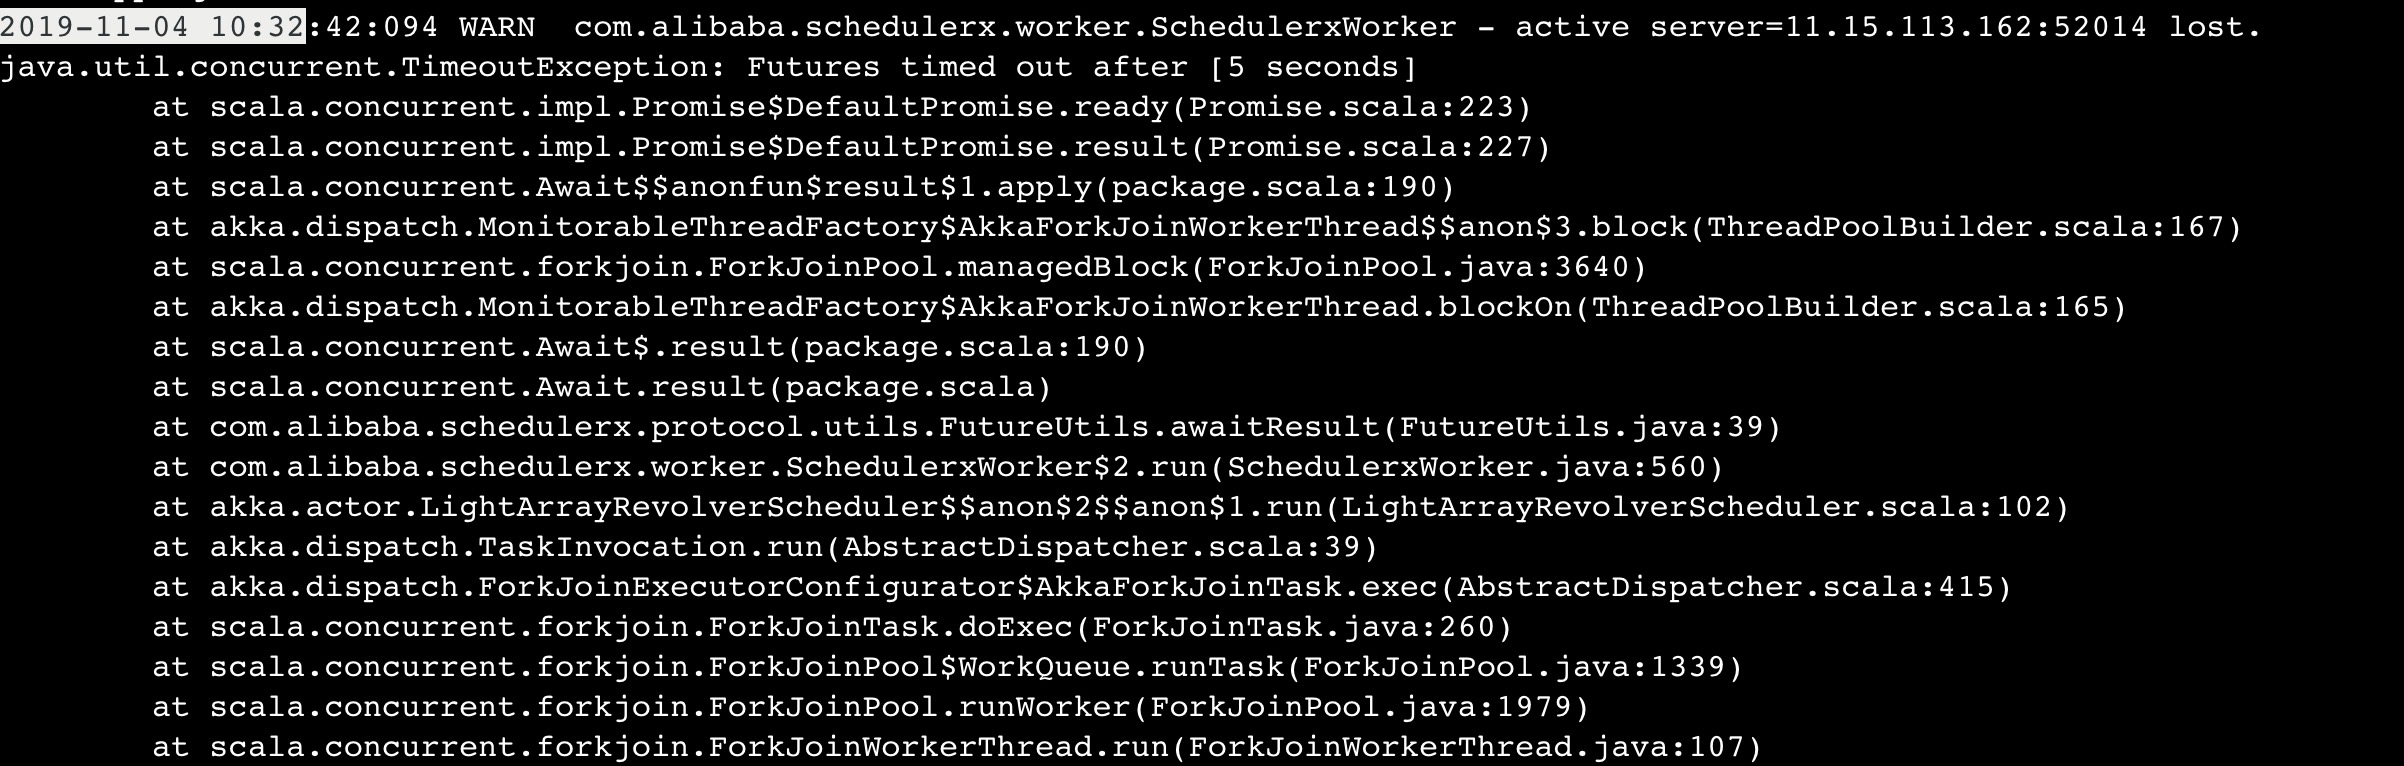 2019-11-04 10:32:42:094 WARN  com.alibaba.schedulerx.worker.SchedulerxWorker - active server=11.15.113.162:52014 lost.
java.util.concurrent.TimeoutException: Futures timed out after [5 seconds]
        at scala.concurrent.impl.Promise$DefaultPromise.ready(Promise.scala:223)
        at scala.concurrent.impl.Promise$DefaultPromise.result(Promise.scala:227)
        at scala.concurrent.Await$$anonfun$result$1.apply(package.scala:190)
        at akka.dispatch.MonitorableThreadFactory$AkkaForkJoinWorkerThread$$anon$3.block(ThreadPoolBuilder.scala:167)
        at scala.concurrent.forkjoin.ForkJoinPool.managedBlock(ForkJoinPool.java:3640)
        at akka.dispatch.MonitorableThreadFactory$AkkaForkJoinWorkerThread.blockOn(ThreadPoolBuilder.scala:165)
        at scala.concurrent.Await$.result(package.scala:190)
        at scala.concurrent.Await.result(package.scala)
        at com.alibaba.schedulerx.protocol.utils.FutureUtils.awaitResult(FutureUtils.java:39)
        at com.alibaba.schedulerx.worker.SchedulerxWorker$2.run(SchedulerxWorker.java:560)
        at akka.actor.LightArrayRevolverScheduler$$anon$2$$anon$1.run(LightArrayRevolverScheduler.scala:102)
        at akka.dispatch.TaskInvocation.run(AbstractDispatcher.scala:39)
        at akka.dispatch.ForkJoinExecutorConfigurator$AkkaForkJoinTask.exec(AbstractDispatcher.scala:415)
        at scala.concurrent.forkjoin.ForkJoinTask.doExec(ForkJoinTask.java:260)
        at scala.concurrent.forkjoin.ForkJoinPool$WorkQueue.runTask(ForkJoinPool.java:1339)
        at scala.concurrent.forkjoin.ForkJoinPool.runWorker(ForkJoinPool.java:1979)
        at scala.concurrent.forkjoin.ForkJoinWorkerThread.run(ForkJoinWorkerThread.java:107)